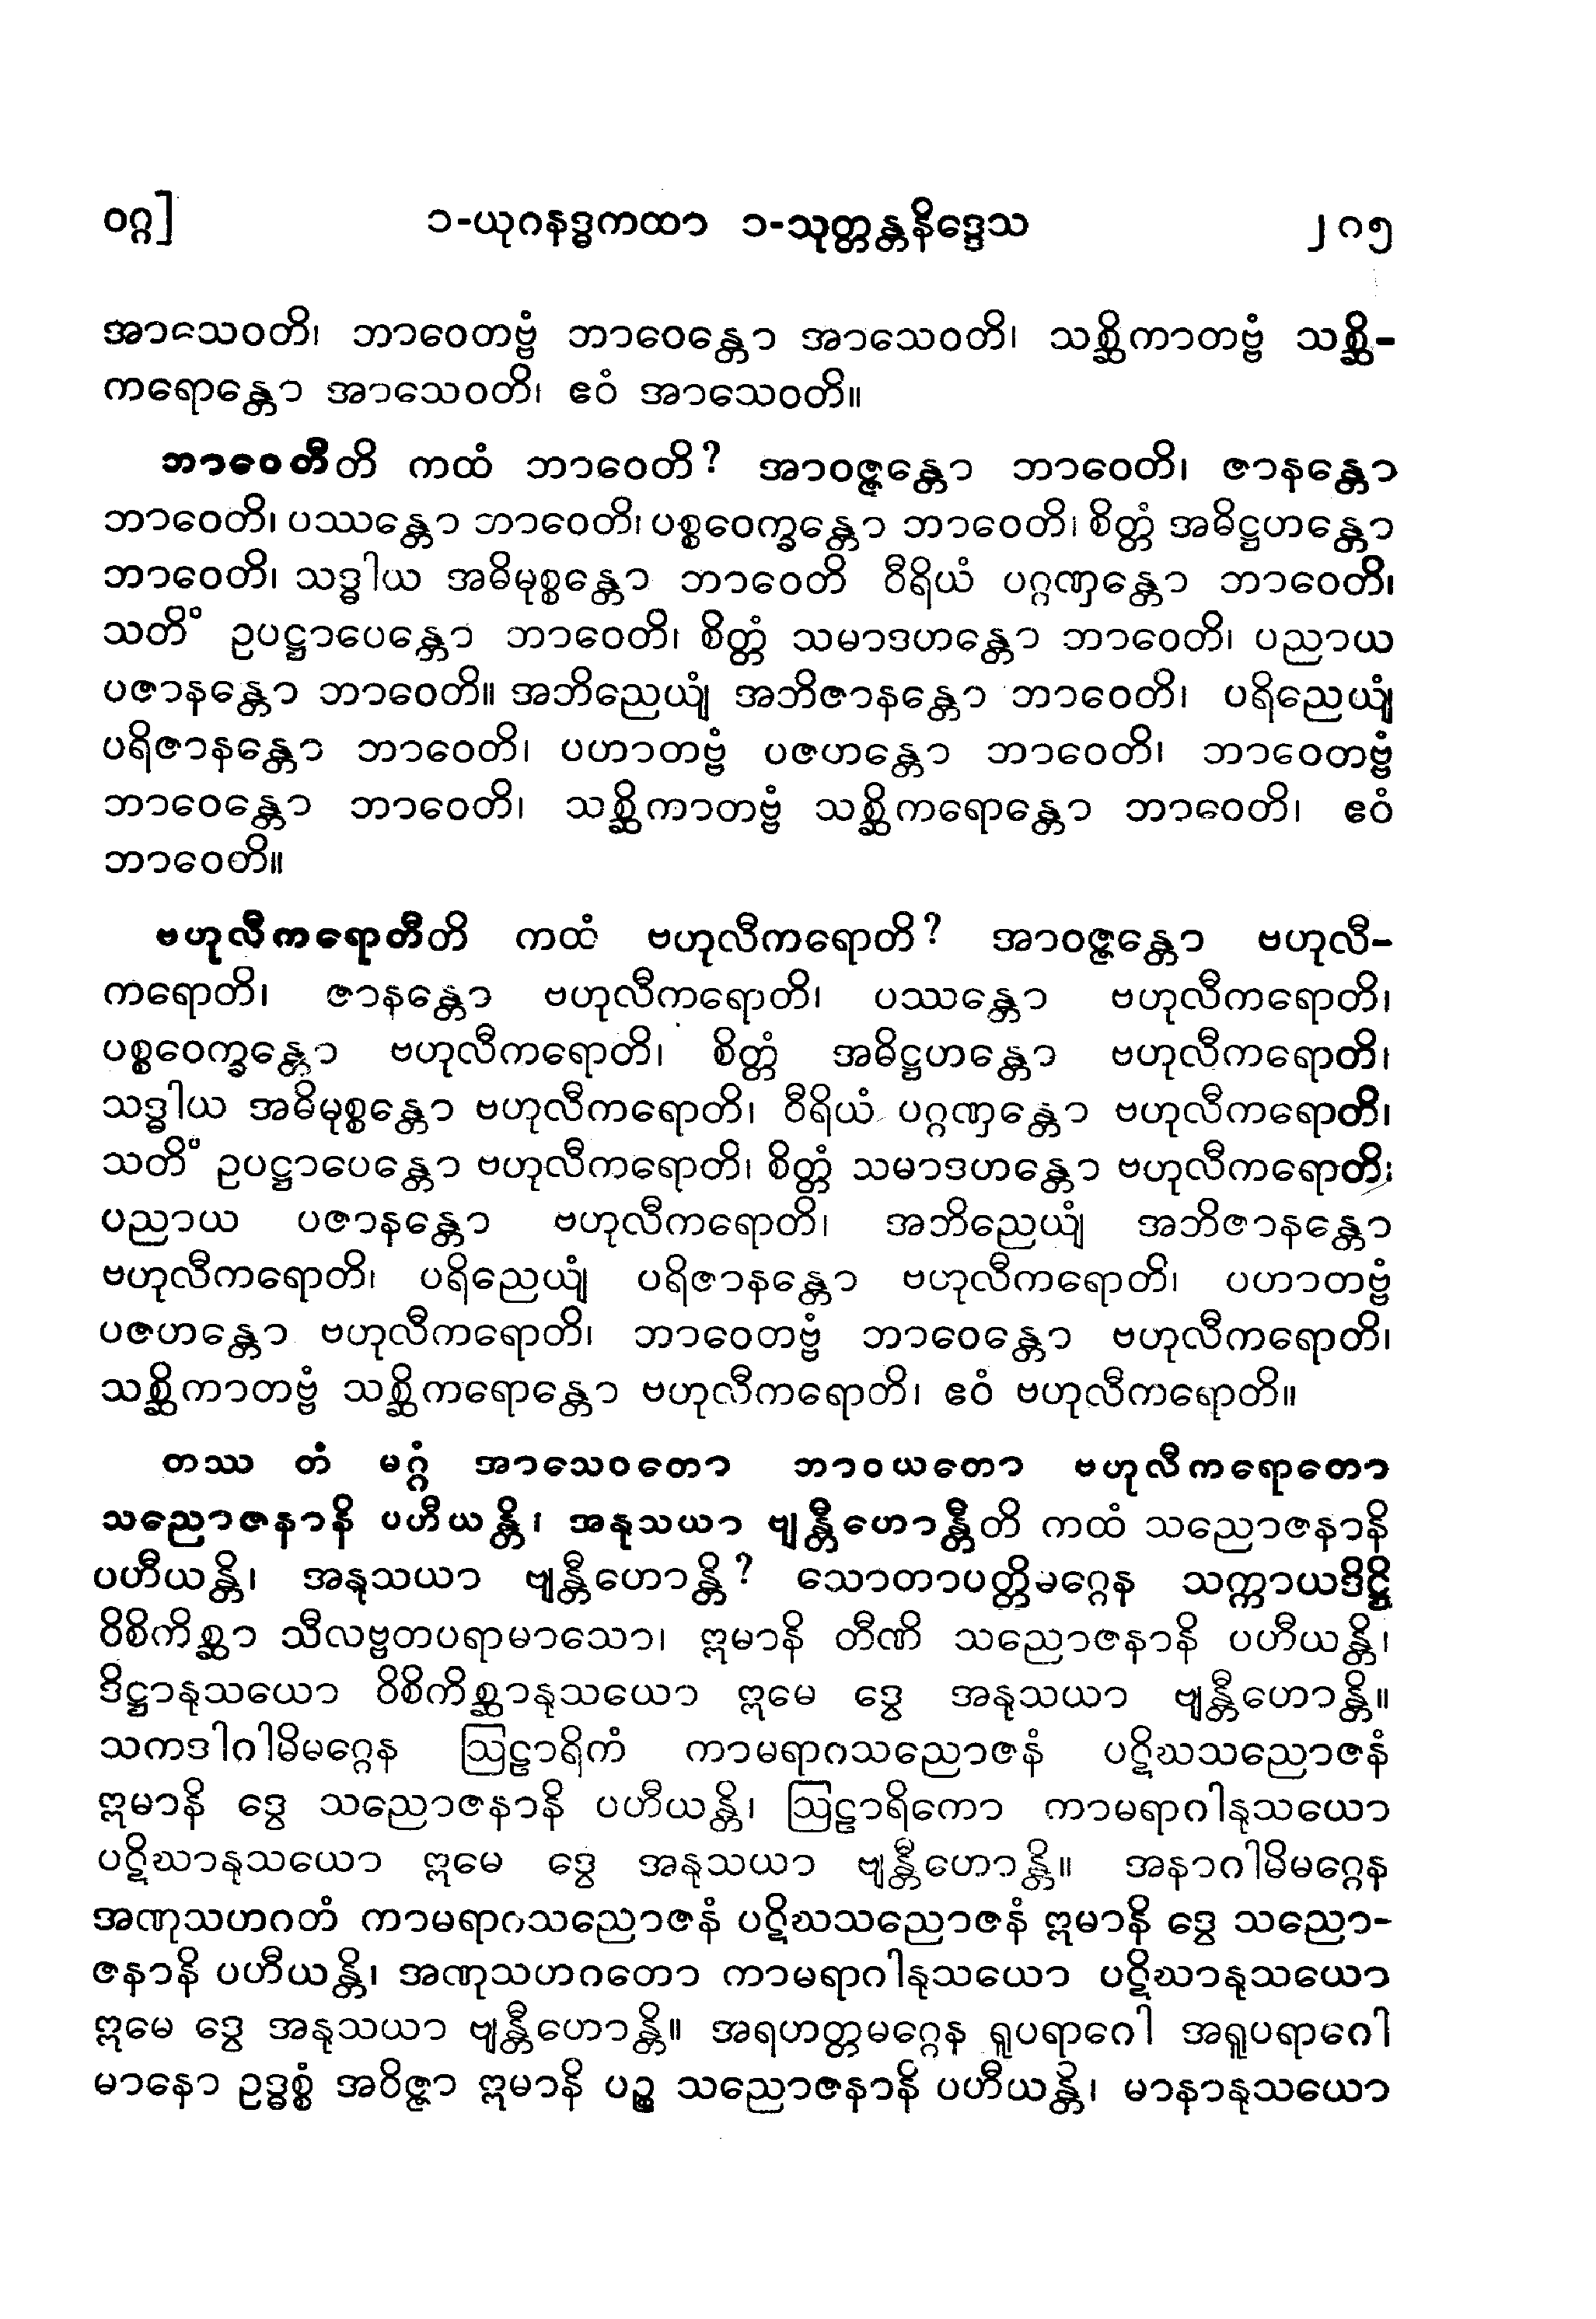 ဝဂ္ဂ] ၁-ယုဂနဒ္ဓကထာ ၁-သုတ္တန္တနိဒ္ဒေသ ၂၈၅
အာသေဝတိ၊ ဘာဝေတဗ္ဗံ ဘာဝေန္တော အာသေဝတိ၊ သစ္ဆိကာတဗ္ဗံ သစ္ဆိ-
ကရောန္တော အာသေဝတိ၊ ဧဝံ အာသေဝတိ။
ဘာဝေတီတိ ကထံ ဘာဝေတိ? အာဝဇ္ဇန္တော ဘာဝေတိ၊ ဇာနန္တော
ဘာဝေတိ၊ ပဿန္တော ဘာဝေတိ၊ ပစ္စဝေက္ခန္တော ဘာဝေတိ၊ စိတ္တံ အဓိဋ္ဌဟန္တော
ဘာဝေတိ၊ သဒ္ဓါယ အဓိမုစ္စန္တော ဘာဝေတိ ဝီရိယံ ပဂ္ဂဏှန္တော ဘာဝေတိ၊
သတိံ ဥပဋ္ဌာပေန္တော ဘာဝေတိ၊ စိတ္တံ သမာဒဟန္တော ဘာဝေတိ၊ ပညာယ
ပဇာနန္တော ဘာဝေတိ။ အဘိညေယျံ အဘိဇာနန္တော ဘာဝေတိ၊ ပရိညေယျံ
ပရိဇာနန္တော ဘာဝေတိ၊ ပဟာတဗ္ဗံ ပဇဟန္တော ဘာဝေတိ၊ ဘာဝေတဗ္ဗံ
ဘာဝေန္တော ဘာဝေတိ၊ သစ္ဆိကာတဗ္ဗံ သစ္ဆိကရောန္တော ဘာဝေတိ၊ ဧဝံ
ဘာဝေတိ။
ဗဟုလီကရောတီတိ ကထံ ဗဟုလီကရောတိ? အာဝဇ္ဇန္တော ဗဟုလီ-
ကရောတိ၊ ဇာနန္တော ဗဟုလီကရောတိ၊ ပဿန္တော ဗဟုလီကရောတိ၊
ပစ္စဝေက္ခန္တော ဗဟုလီကရောတိ၊ စိတ္တံ အဓိဋ္ဌဟန္တော ဗဟုလီကရောတိ၊
သဒ္ဓါယ အဓိမုစ္စန္တော ဗဟုလီကရောတိ၊ ဝီရိယံ ပဂ္ဂဏှန္တော ဗဟုလီကရောတိ၊
သတိံ ဥပဋ္ဌာပေန္တော ဗဟုလီကရောတိ၊ စိတ္တံ သမာဒဟန္တော ဗဟုလီကရောတိ၊
ပညာယ ပဇာနန္တော ဗဟုလီကရောတိ၊ အဘိညေယျံ အဘိဇာနန္တော
ဗဟုလီကရောတိ၊ ပရိညေယျံ ပရိဇာနန္တော ဗဟုလီကရောတိ၊ ပဟာတဗ္ဗံ
ပဇဟန္တော ဗဟုလီကရောတိ၊ ဘာဝေတဗ္ဗံ ဘာဝေန္တော ဗဟုလီကရောတိ၊
သစ္ဆိကာတဗ္ဗံ သစ္ဆိကရောန္တော ဗဟုလီကရောတိ၊ ဧဝံ ဗဟုလီကရောတိ။
တဿ တံ မဂ္ဂံ အာသေဝတော ဘာဝယတော ဗဟုလီကရောတော
သညောဇနာနိ ပဟီယန္တိ၊ အနုသယာ ဗျန္တီဟောန္တီတိ ကထံ သညောဇနာနိ
ပဟီယန္တိ၊ အနုသယာ ဗျန္တီဟောန္တိ? သောတာပတ္တိမဂ္ဂေန သက္ကာယဒိဋ္ဌိ
ဝိစိကိစ္ဆာ သီလဗ္ဗတပရာမာသော၊ ဣမာနိ တီဏိ သညောဇနာနိ ပဟီယန္တိ၊
ဒိဋ္ဌာနုသယော ဝိစိကိစ္ဆာနုသယော ဣမေ ဒွေ အနုသယာ ဗျန္တီဟောန္တိ။
သကဒါဂါမိမဂ္ဂေန ဩဠာရိကံ ကာမရာဂသညောဇနံ ပဋိဃသညောဇနံ
ဣမာနိ ဒွေ သညောဇနာနိ ပဟီယန္တိ၊ ဩဠာရိကော ကာမရာဂါနုသယော
ပဋိဃာနုသယော ဣမေ ဒွေ အနုသယာ ဗျန္တီဟောန္တိ။ အနာဂါမိမဂ္ဂေန
အဏုသဟဂတံ ကာမရာဂသညောဇနံ ပဋိဃသညောဇနံ ဣမာနိ ဒွေ သညော-
ဇနာနိ ပဟီယန္တိ၊ အဏုသဟဂတော ကာမရာဂါနုသယော ပဋိဃာနုသယော
ဣမေ ဒွေ အနုသယာ ဗျန္တီဟောန္တိ။ အရဟတ္တမဂ္ဂေန ရူပရာဂေါ အရူပရာဂေါ
မာနော ဥဒ္ဓစ္စံ အဝိဇ္ဇာ ဣမာနိ ပဉ္စ သညောဇနာနိ ပဟီယန္တိ၊ မာနာနုသယော